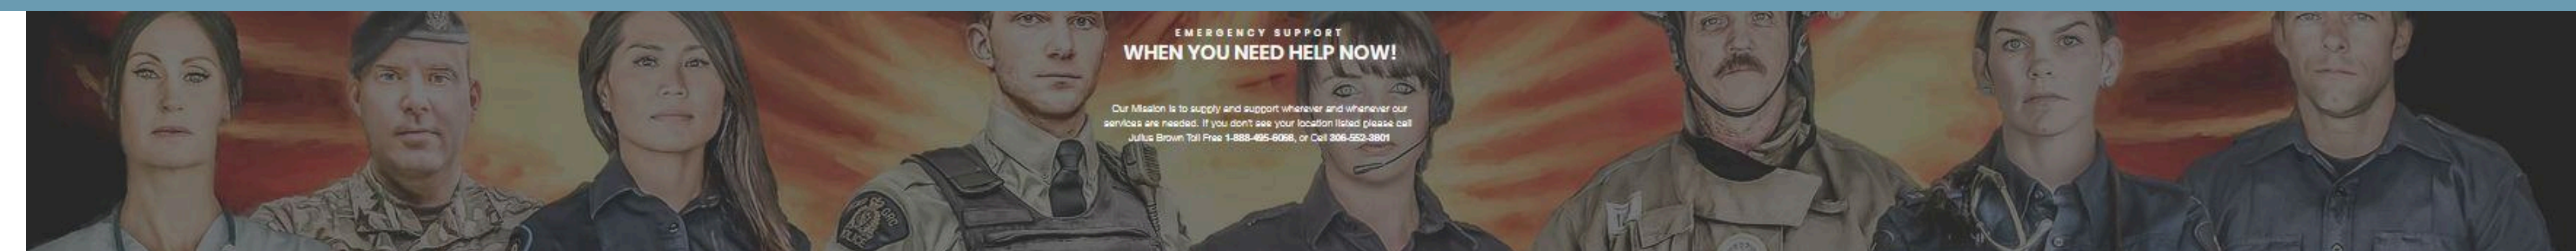 EMERGENCY SUPPORT
WHEN YOU NEED HELP NOW!
Our Mission is to supply and support wherever and whenever our
services are needed. If you don't see your location listed please call
Julius Brown Toll Free 1-888-495-6068, or Cell 306-552-3801
GRC
POLICE